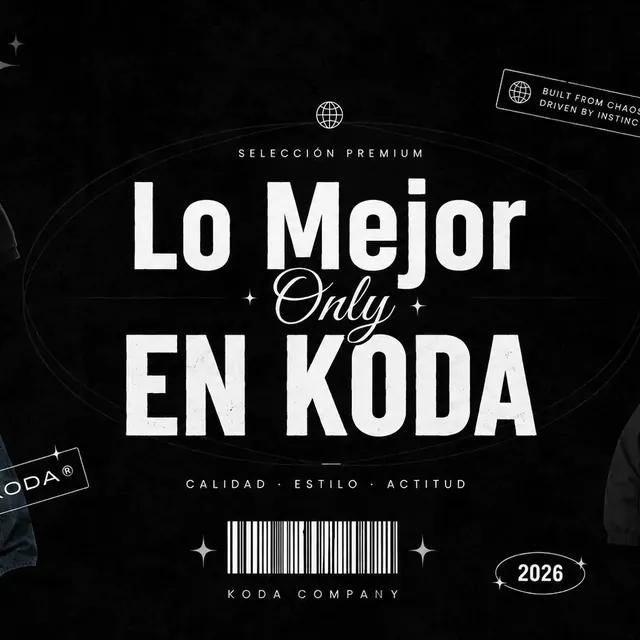 BUILT FROM CHAOS
DRIVEN BY INSTINC
SELECCIÓN PREMIUM
Lo Mejor
Only
EN KODA
KODA®
CALIDAD · ESTILO · ACTITUD
KODA COMPANY
2026